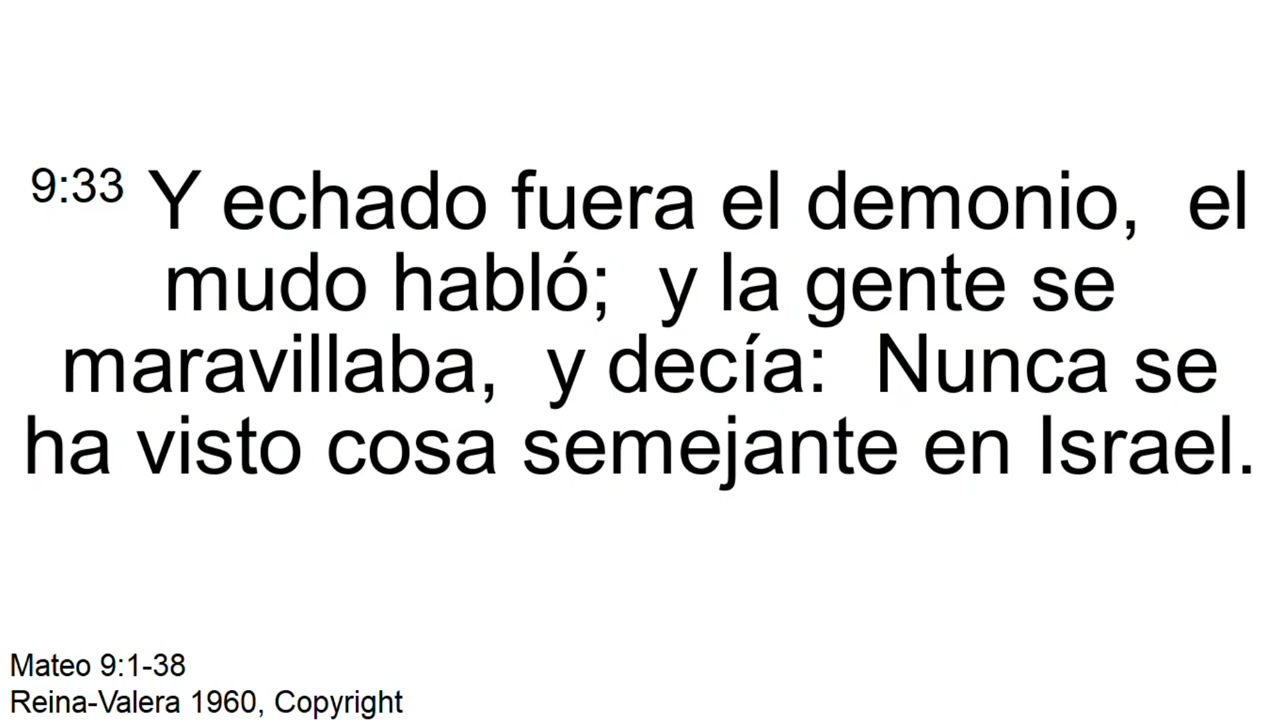 9:33 Y echado fuera el demonio,  el
mudo habló;  y la gente se
maravillaba,  y decía:  Nunca se
ha visto cosa semejante en Israel.
Mateo 9:1-38
Reina-Valera 1960, Copyright